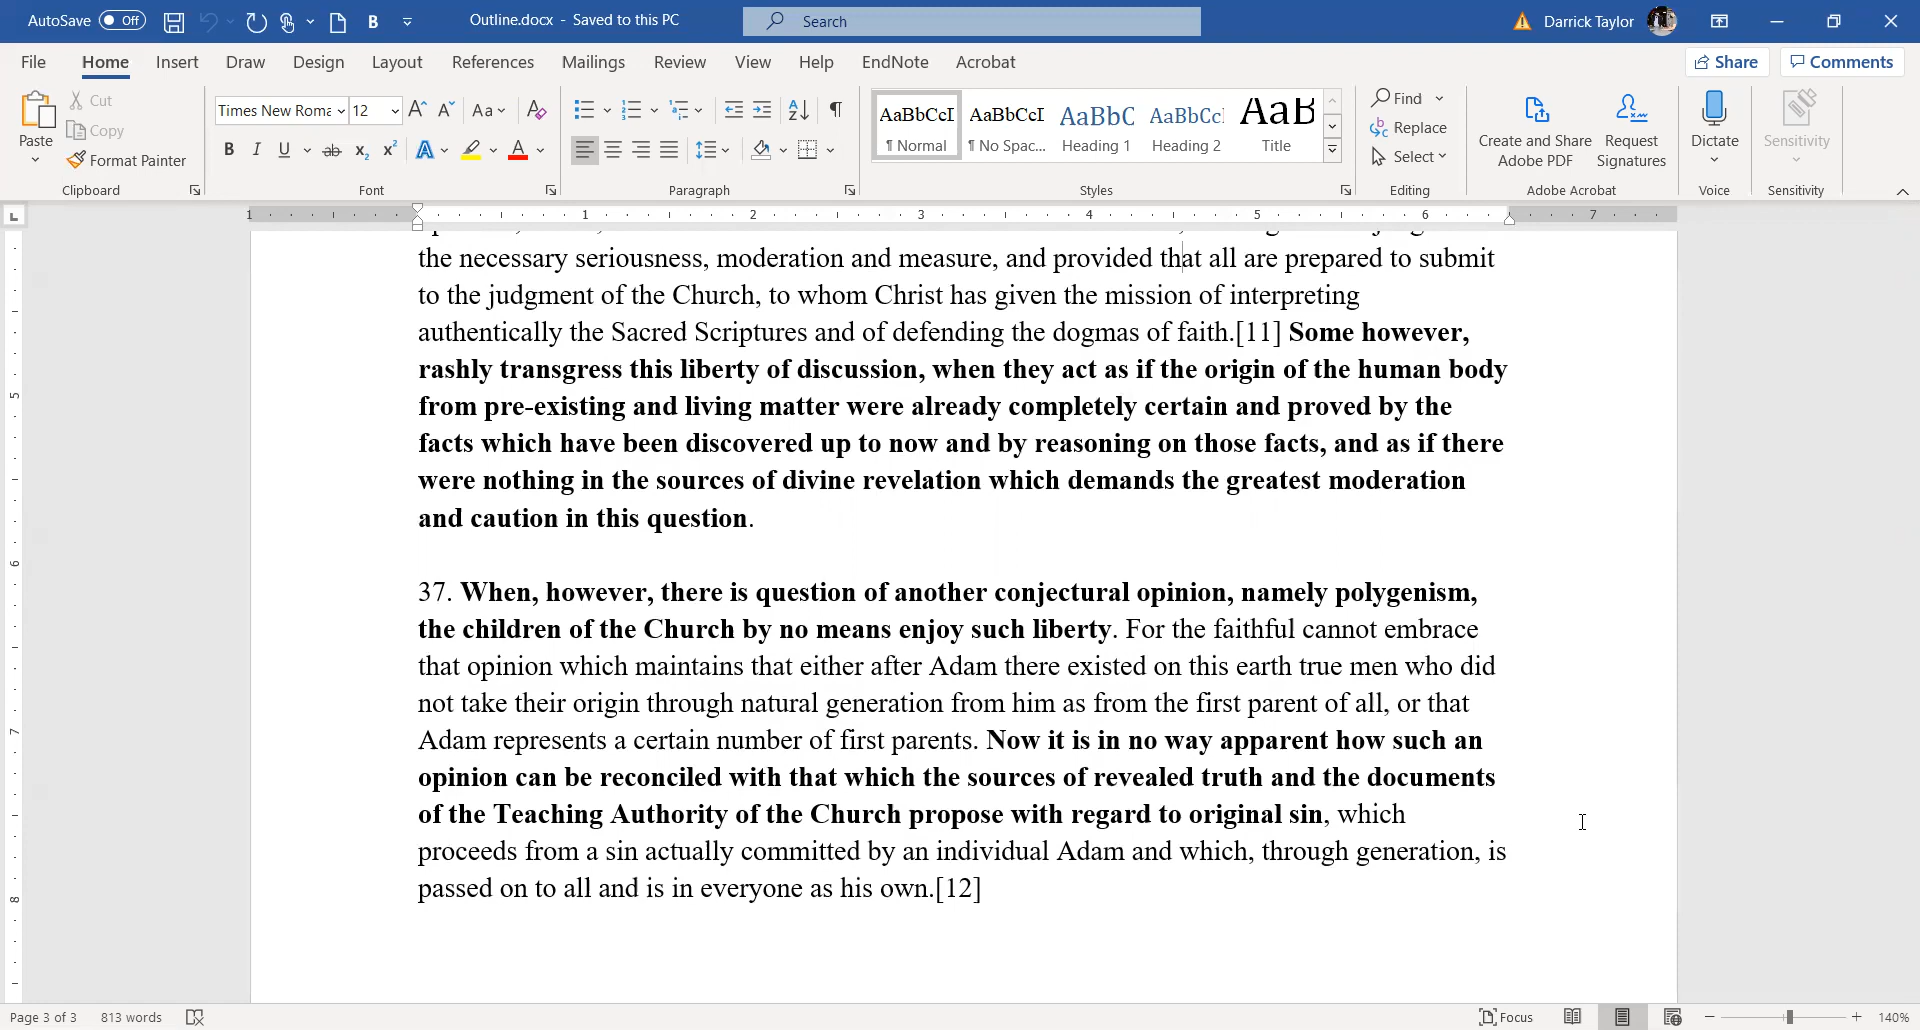 AutoSave Off
Outline.docx - Saved to this PC
Search
Darrick Taylor
File Home Insert Draw Design Layout References Mailings Review View Help EndNote Acrobat
Share Comments
Paste
Cut
Copy
Format Painter
Clipboard
Times New Roma 12
Font
Paragraph
AaBbCcI AaBbCcI AaBbC AaBbCcI AaB
¶ Normal ¶ No Spac... Heading 1 Heading 2 Title
Styles
Find
Replace
Select
Editing
Create and Share
Adobe PDF
Request
Signatures
Adobe Acrobat
Dictate
Voice
Sensitivity
Sensitivity
1 1 2 3 4 5 6 7
the necessary seriousness, moderation and measure, and provided that all are prepared to submit
to the judgment of the Church, to whom Christ has given the mission of interpreting
authentically the Sacred Scriptures and of defending the dogmas of faith.[11] Some however,
rashly transgress this liberty of discussion, when they act as if the origin of the human body
from pre-existing and living matter were already completely certain and proved by the
facts which have been discovered up to now and by reasoning on those facts, and as if there
were nothing in the sources of divine revelation which demands the greatest moderation
and caution in this question.
37. When, however, there is question of another conjectural opinion, namely polygenism,
the children of the Church by no means enjoy such liberty. For the faithful cannot embrace
that opinion which maintains that either after Adam there existed on this earth true men who did
not take their origin through natural generation from him as from the first parent of all, or that
Adam represents a certain number of first parents. Now it is in no way apparent how such an
opinion can be reconciled with that which the sources of revealed truth and the documents
of the Teaching Authority of the Church propose with regard to original sin, which
proceeds from a sin actually committed by an individual Adam and which, through generation, is
passed on to all and is in everyone as his own.[12]
5
6
7
8
Page 3 of 3 813 words
Focus
140%